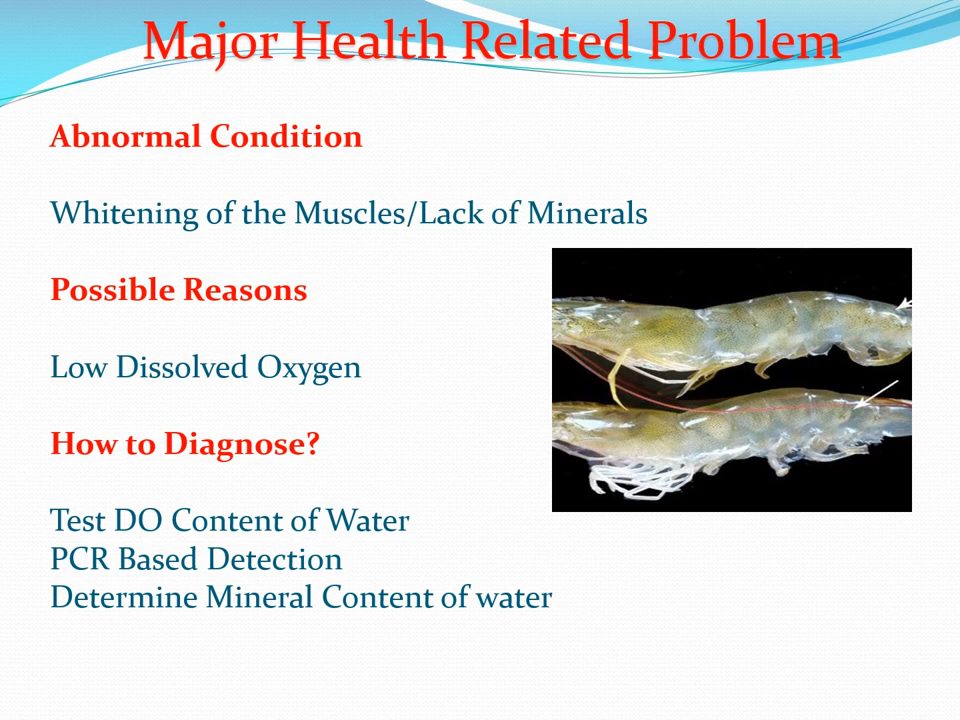 Major Health Related Problem
Abnormal Condition
Whitening of the Muscles/Lack of Minerals
Possible Reasons
Low Dissolved Oxygen
How to Diagnose?
Test DO Content of Water
PCR Based Detection
Determine Mineral Content of water